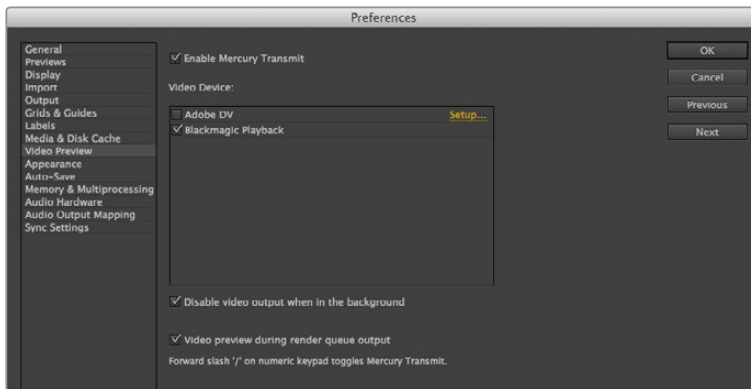 Preferences
General
Previews
Display
Import
Output
Grids & Guides
Labels
Media & Disk Cache
Video Preview
Appearance
Auto-Save
Memory & Multiprocessing
Audio Hardware
Audio Output Mapping
Sync Settings
Enable Mercury Transmit
Video Device:
Adobe DV Setup...
Blackmagic Playback
Disable video output when in the background
Video preview during render queue output
Forward slash '/' on numeric keypad toggles Mercury Transmit.
OK
Cancel
Previous
Next